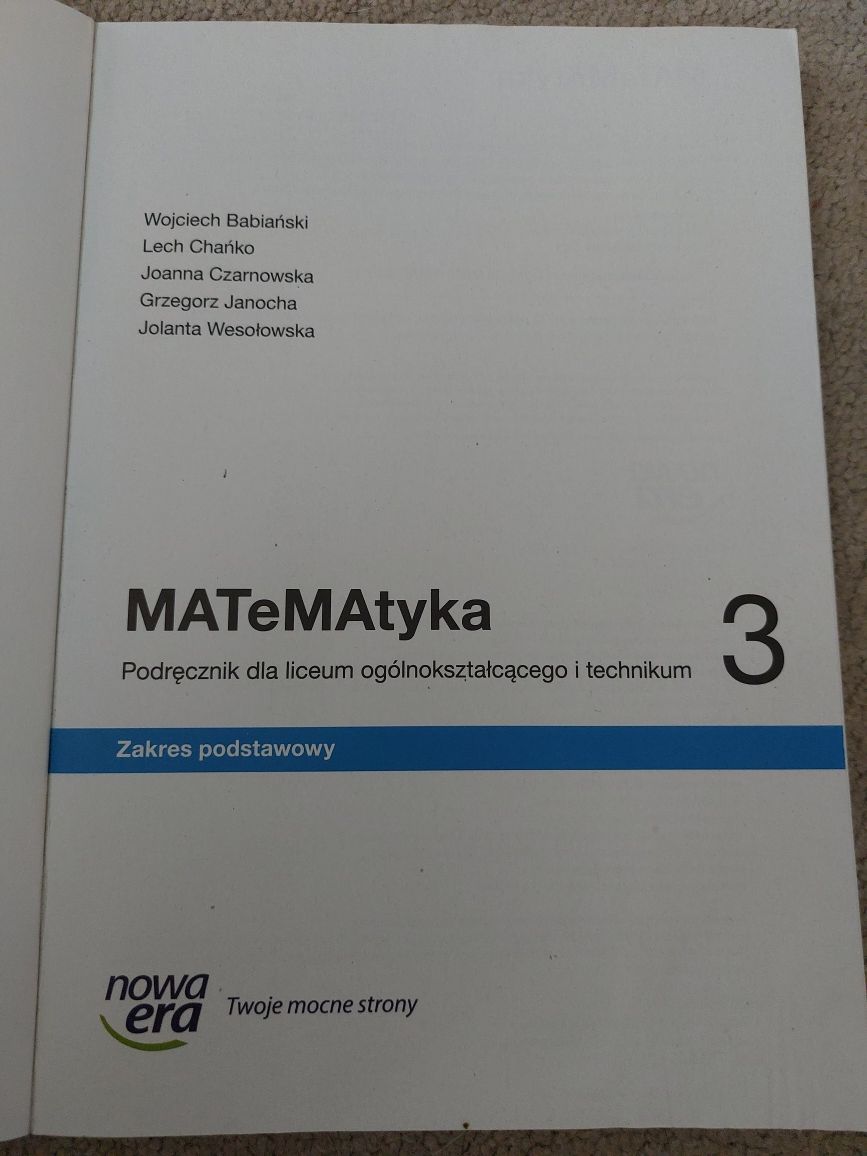 Wojciech Babiański
Lech Chańko
Joanna Czarnowska
Grzegorz Janocha
Jolanta Wesołowska
MATeMAtyka 3
Podręcznik dla liceum ogólnokształcącego i technikum
Zakres podstawowy
nowa
era
Twoje mocne strony